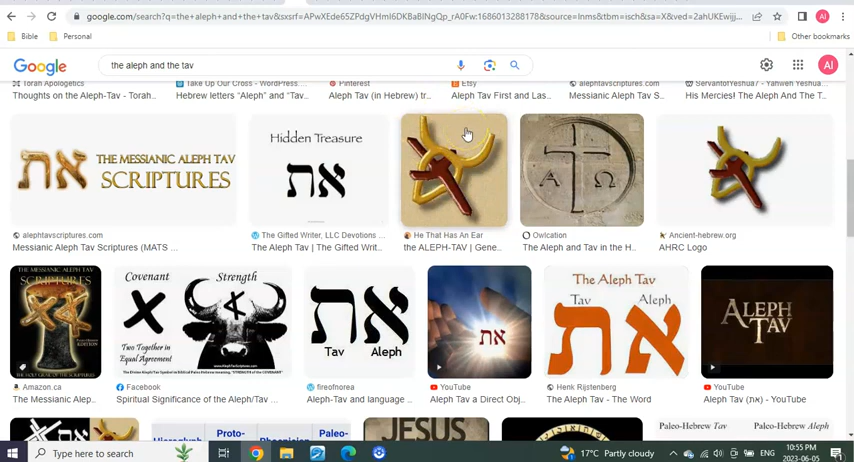 google.com/search?q=the+aleph+and+the+tav&sxsrf=APwXEde65ZPdgVHmI6DKBaBINgQp_rA0Fw:1686013288178&source=lnms&tbm=isch&sa=X&ved=2ahUKEwijj...
Bible
Personal
Other bookmarks
Google
the aleph and the tav
AI
AI
Torah Apologetics
Take Up Our Cross - WordPress...
Pinterest
Etsy
alephtavscriptures.com
ServantofYeshua7- Yahweh Yeshua
Thoughts on the Aleph-Tav - Torah...
Hebrew letters “Aleph” and “Tav...
Aleph Tav (in Hebrew) tr...
Aleph Tav First and Las...
Messianic Aleph Tav S...
His Mercies! The Aleph And The T...
את THE MESSIANIC ALEPH TAV
SCRIPTURES
Hidden Treasure
את
Α Ω
alephtavscriptures.com
The Gifted Writer, LLC Devotions ...
He That Has An Ear
Owlcation
Ancient-hebrew.org
Messianic Aleph Tav Scriptures (MATS ...
The Aleph Tav | The Gifted Writ...
the ALEPH-TAV | Gene...
The Aleph and Tav in the H...
AHRC Logo
THE MESSIANIC ALEPH TAV
SCRIPTURES
Covenant
Strength
Two Together in
Equal Agreement
את
Tav Aleph
את
The Aleph Tav
Tav Aleph
את
ALEPH
TAV
Amazon.ca
Facebook
fireofnorea
YouTube
Henk Rijstenberg
YouTube
The Messianic Alep...
Spiritual Significance of the Aleph/Tav ...
Aleph-Tav and language ...
Aleph Tav a Direct Obj...
The Aleph Tav - The Word
Aleph Tav (את) - YouTube
Proto-
Paleo-
JESUS
Paleo-Hebrew Tav
Paleo-Hebrew Aleph
Type here to search
17°C Partly cloudy
ENG
10:55 PM
2023-06-05